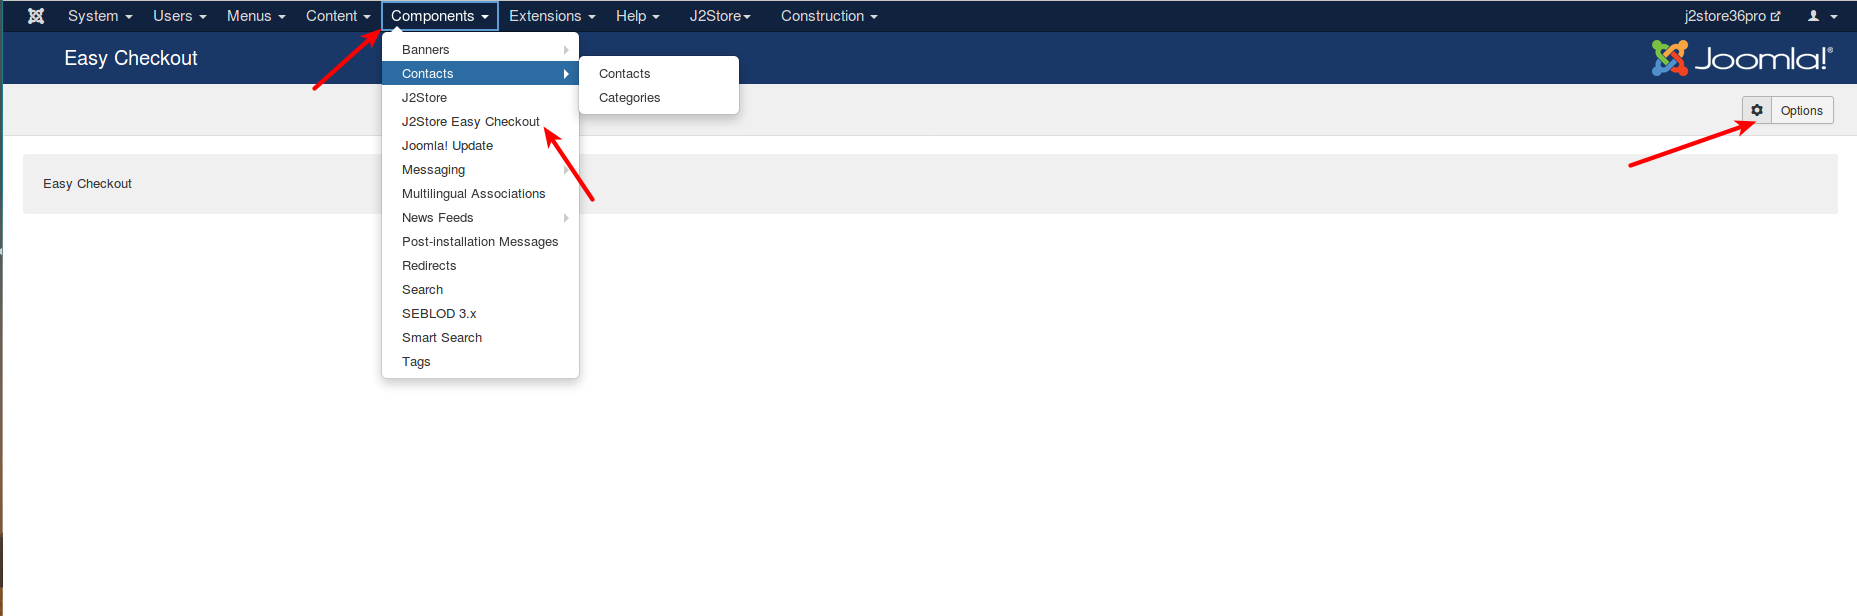 System Users Menus Content Components Extensions Help J2Store Construction j2store36pro
Easy Checkout
Joomla!®
Banners
Contacts
J2Store
J2Store Easy Checkout
Joomla! Update
Messaging
Multilingual Associations
News Feeds
Post-installation Messages
Redirects
Search
SEBLOD 3.x
Smart Search
Tags
Contacts
Categories
Options
Easy Checkout